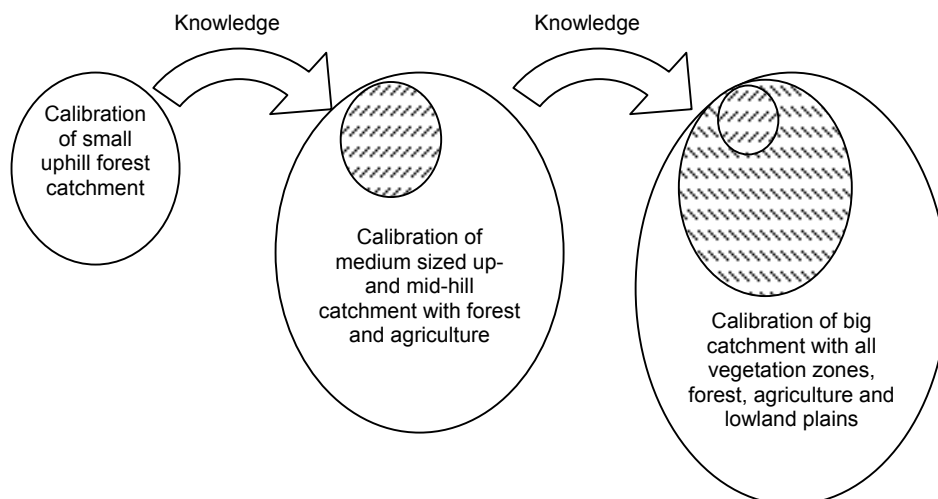 Knowledge
Knowledge
Calibration
of small
uphill forest
catchment
Calibration of
medium sized up-
and mid-hill
catchment with forest
and agriculture
Calibration of big
catchment with all
vegetation zones,
forest, agriculture and
lowland plains